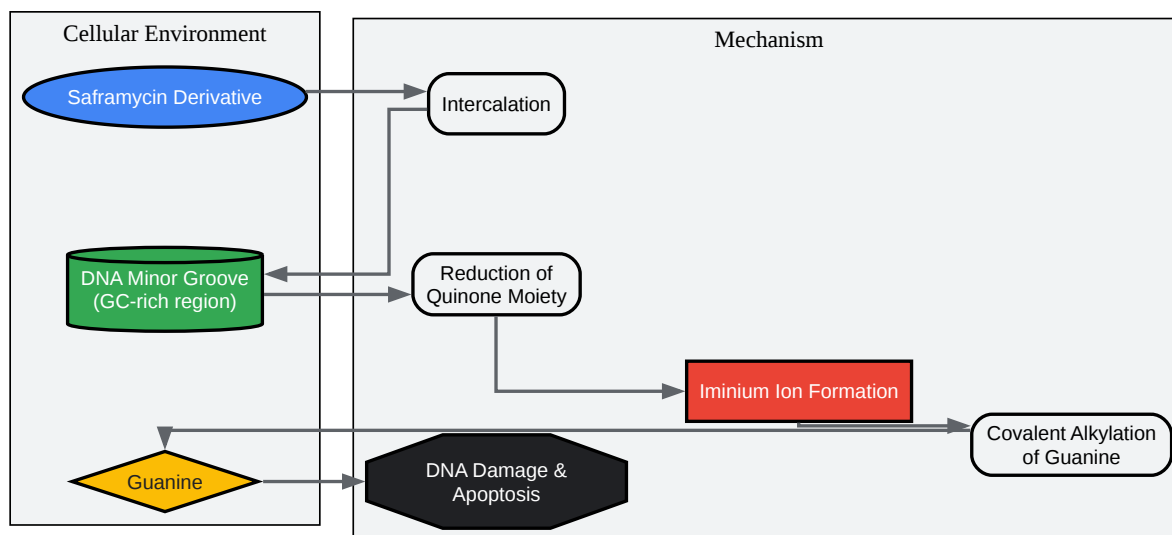 Cellular Environment
Mechanism
Saframycin Derivative
Intercalation
DNA Minor Groove
(GC-rich region)
Reduction of
Quinone Moiety
Iminium Ion Formation
Covalent Alkylation
of Guanine
Guanine
DNA Damage &
Apoptosis